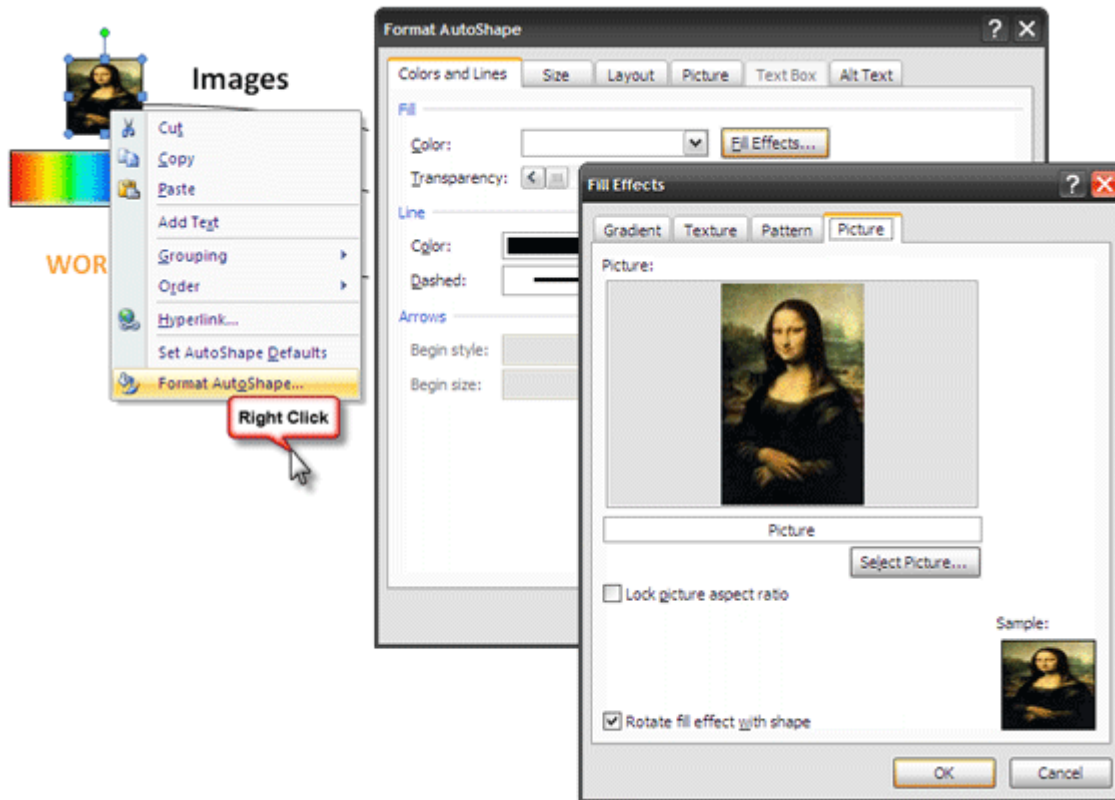 Images
WOR
Cut
Copy
Paste
Add Text
Grouping
Order
Hyperlink...
Set AutoShape Defaults
Format AutoShape...
Right Click
Format AutoShape
?
Colors and Lines Size Layout Picture Text Box Alt Text
Fill
Color: Fill Effects...
Transparency:
Line
Color:
Dashed:
Arrows
Begin style:
Begin size:
Fill Effects
?
Gradient Texture Pattern Picture
Picture:
Picture
Select Picture...
Lock picture aspect ratio
Sample:
Rotate fill effect with shape
OK Cancel